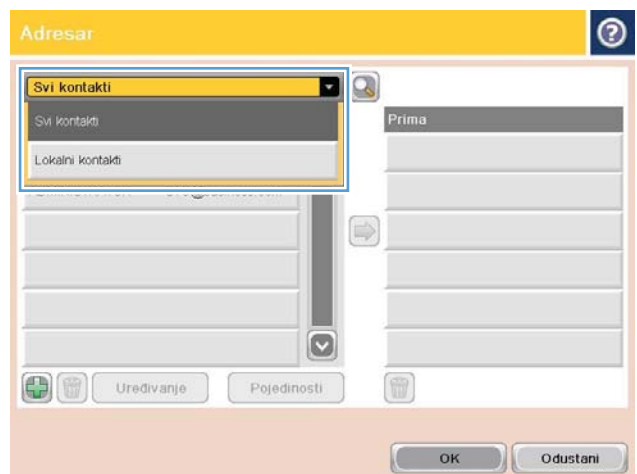 Adresar
Svi kontakti
Svi kontakti
Prima
Lokalni kontakti
Uređivanje
Pojedinosti
OK
Odustani